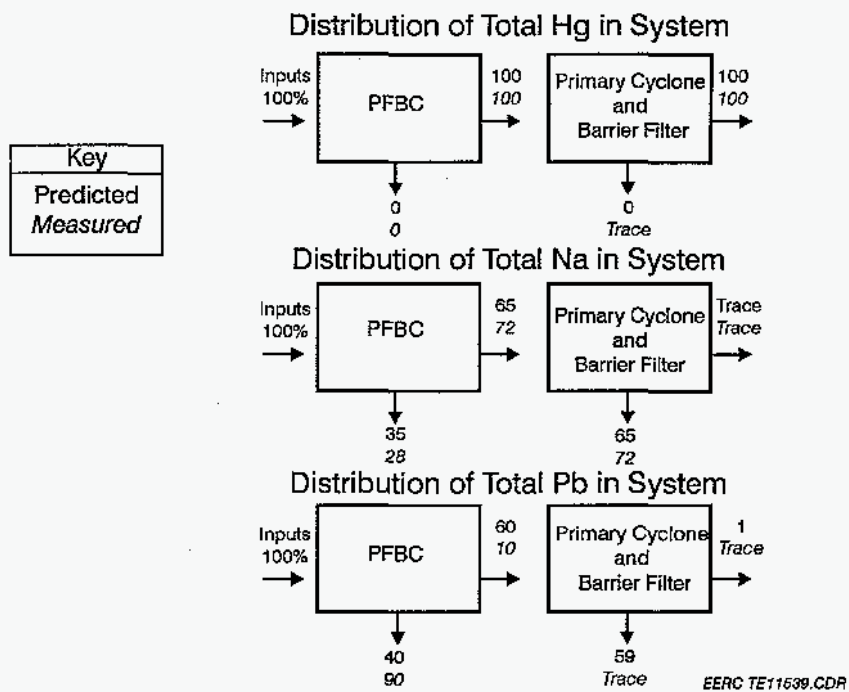 Distribution of Total Hg in System
Inputs
100%
PFBC
100
100
Primary Cyclone
and
Barrier Filter
100
100
0
0
0
Trace
Key
Predicted
Measured
Distribution of Total Na in System
Inputs
100%
PFBC
65
72
Primary Cyclone
and
Barrier Filter
Trace
Trace
35
28
65
72
Distribution of Total Pb in System
Inputs
100%
PFBC
60
10
Primary Cyclone
and
Barrier Filter
1
Trace
40
90
59
Trace
EERC TE11539.CDR